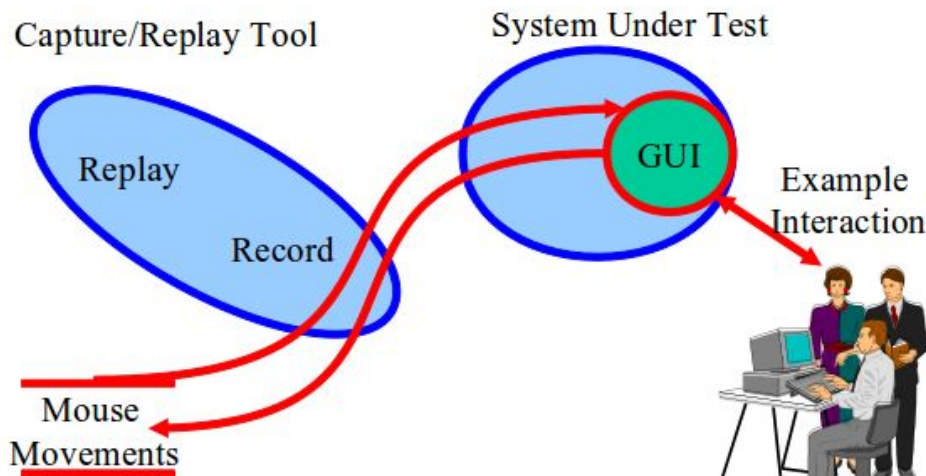 Capture/Replay Tool
System Under Test
Replay
Record
GUI
Example
Interaction
Mouse
Movements